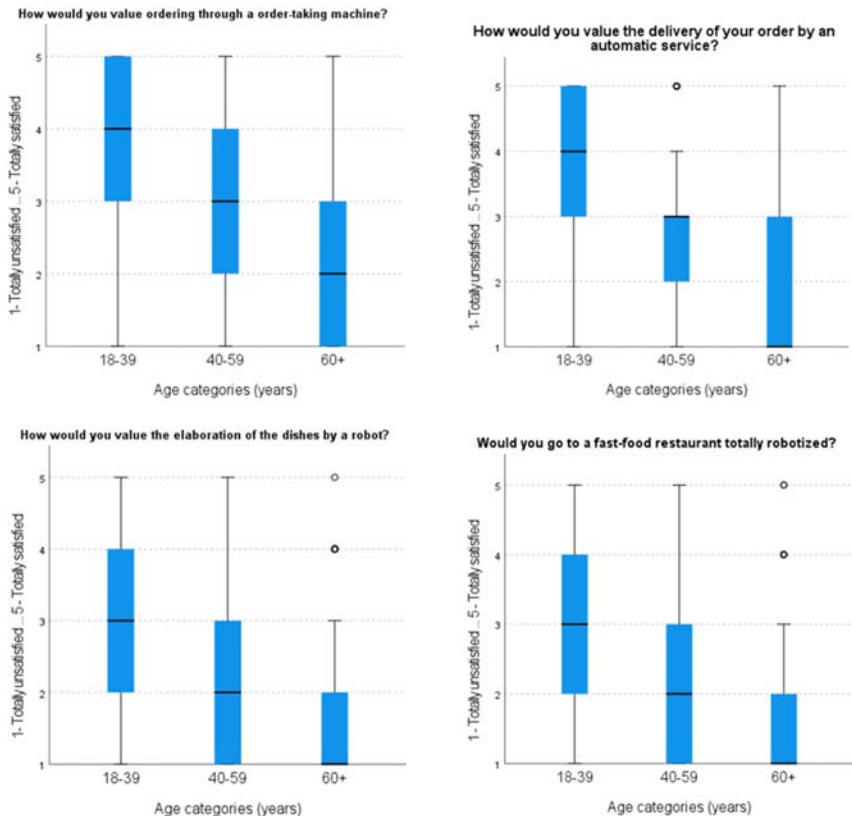 How would you value ordering through a order-taking machine?
1- Totally unsatisfied ... 5 - Totally satisfied
5
4
3
2
1
18-39 40-59 60+
Age categories (years)
How would you value the delivery of your order by an
automatic service?
1- Totally unsatisfied ... 5 - Totally satisfied
5
4
3
2
1
18-39 40-59 60+
Age categories (years)
How would you value the elaboration of the dishes by a robot?
1- Totally unsatisfied ... 5 - Totally satisfied
5
4
3
2
1
18-39 40-59 60+
Age categories (years)
Would you go to a fast-food restaurant totally robotized?
1- Totally unsatisfied ... 5 - Totally satisfied
5
4
3
2
1
18-39 40-59 60+
Age categories (years)